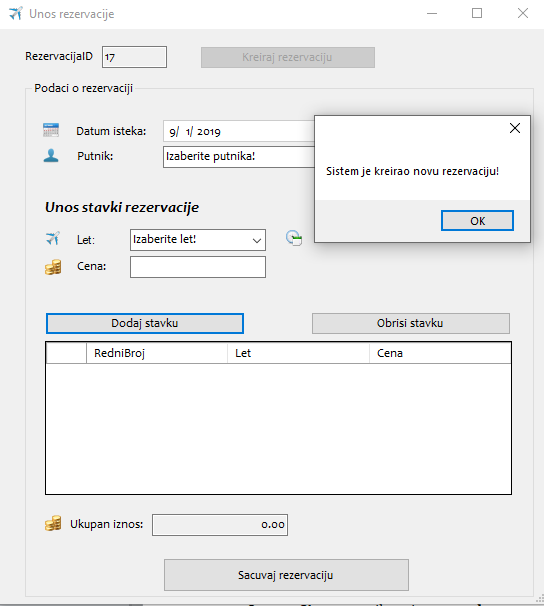 Unos rezervacije
RezervacijaID 17 Kreiraj rezervaciju
Podaci o rezervaciji
Datum isteka: 9/ 1/ 2019
Putnik: Izaberite putnika!
Sistem je kreirao novu rezervaciju!
OK
Unos stavki rezervacije
Let: Izaberite let!
Cena:
Dodaj stavku Obrisi stavku
RedniBroj Let Cena
Ukupan iznos: 0.00
Sacuvaj rezervaciju